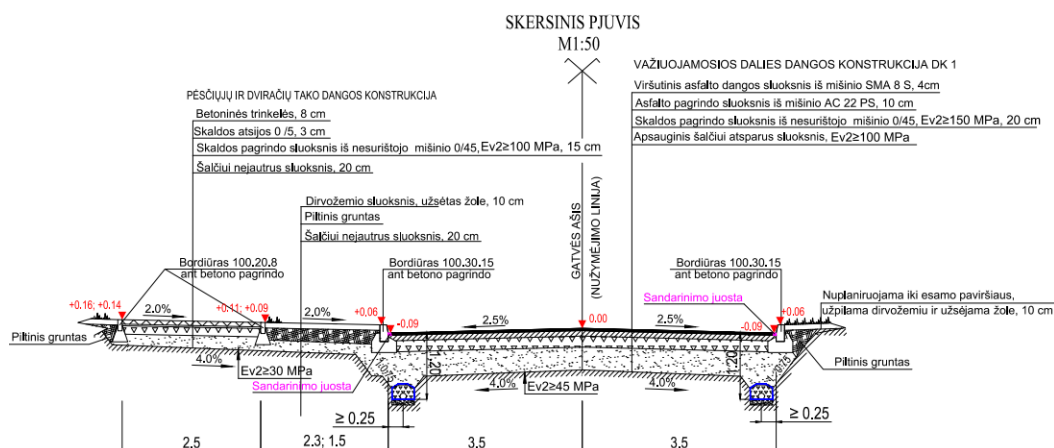 SKERSINIS PJUVIS
M1:50
VAŽIUOJAMOSIOS DALIES DANGOS KONSTRUKCIJA DK 1
Viršutinis asfalto dangos sluoksnis iš mišinio SMA 8 S, 4cm
Asfalto pagrindo sluoksnis iš mišinio AC 22 PS, 10 cm
Skaldos pagrindo sluoksnis iš nesurištojo mišinio 0/45, Ev2≥150 MPa, 20 cm
Apsauginis šalčiui atsparus sluoksnis, Ev2≥100 MPa
PĖSČIŲJŲ IR DVIRAČIŲ TAKO DANGOS KONSTRUKCIJA
Betoninės trinkelės, 8 cm
Skaldos atsijos 0 /5, 3 cm
Skaldos pagrindo sluoksnis iš nesurištojo mišinio 0/45, Ev2≥100 MPa, 15 cm
Šalčiui nejautrus sluoksnis, 20 cm
Dirvožemio sluoksnis, užsėtas žole, 10 cm
Piltinis gruntas
Šalčiui nejautrus sluoksnis, 20 cm
GATVĖS AŠIS
(NUŽYMĖJIMO LINIJA)
Bordiūras 100.20.8
ant betono pagrindo
Bordiūras 100.30.15
ant betono pagrindo
Bordiūras 100.30.15
ant betono pagrindo
Sandarinimo juosta
Nuplaniruojama iki esamo paviršiaus,
užpilama dirvožemiu ir užsėjama žole, 10 cm
+0.16; +0.14
2.0%
+0.11; +0.09
2.0%
+0,06
-0,09
2.5%
0.00
2.5%
-0.09
+0.06
Piltinis gruntas
4.0%
Ev2≥30 MPa
Sandarinimo juosta
1.20
4.0%
Ev2≥45 MPa
4.0%
1.20
Piltinis gruntas
≥ 0.25
≥ 0.25
2.5
2.3; 1.5
3.5
3.5